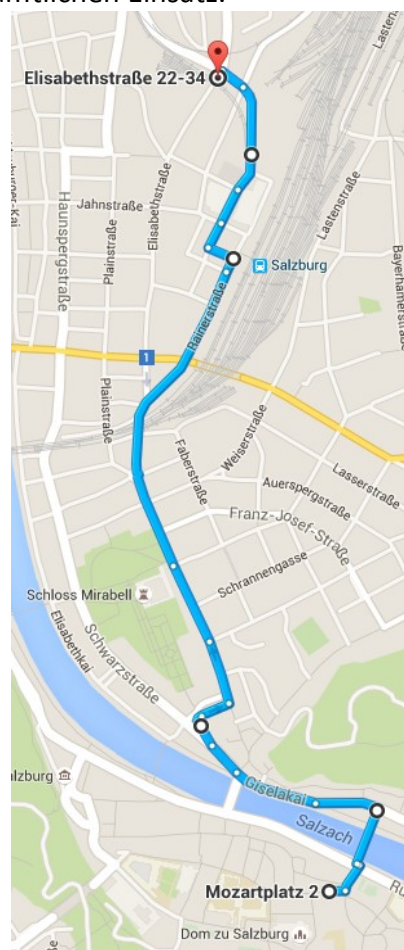 Elisabethstraße 22-34
Lastenstraße
Jahnstraße
Haunspergstraße
Plainstraße
Elisabethstraße
Salzburg
Bayerhamerstraße
Rainerstraße
1
Plainstraße
Faberstraße
Weiserstraße
Lasserstraße
Auerspergstraße
Franz-Josef-Straße
Schrannengasse
Schloss Mirabell
Elisabethkai
Schwarzstraße
Giselakai
Salzach
Mozartplatz 2
Dom zu Salzburg